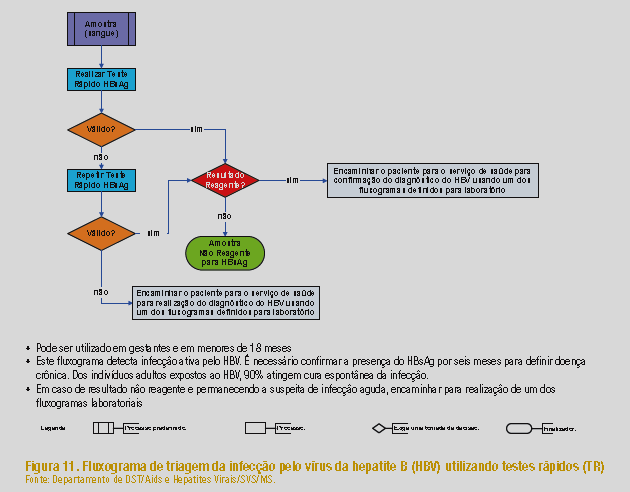 Amostra
(sangue)
Realizar Teste
Rápido HBsAg
Válido?
sim
não
Repetir Teste
Rápido HBsAg
Resultado
Reagente?
sim
Encaminhar o paciente para o serviço de saúde para
confirmação do diagnóstico do HBV usando um dos
fluxogramas definidos para laboratório
não
Válido?
sim
Amostra
Não Reagente
para HBsAg
não
Encaminhar o paciente para o serviço de saúde
para realização do diagnóstico do HBV usando
um dos fluxogramas definidos para laboratório
• Pode ser utilizado em gestantes e em menores de 18 meses
• Este fluxograma detecta infecção ativa pelo HBV. É necessário confirmar a presença do HBsAg por seis meses para definir doença
crônica. Dos indivíduos adultos expostos ao HBV, 90% atingem cura espontânea da infecção.
• Em caso de resultado não reagente e permanecendo a suspeita de infecção aguda, encaminhar para realização de um dos
fluxogramas laboratoriais
Legenda
Processo predefinido.
Processo.
Exige uma tomada de decisão.
Finalizador.
Figura 11. Fluxograma de triagem da infecção pelo vírus da hepatite B (HBV) utilizando testes rápidos (TR)
Fonte: Departamento de DST/Aids e Hepatites Virais/SVS/MS.